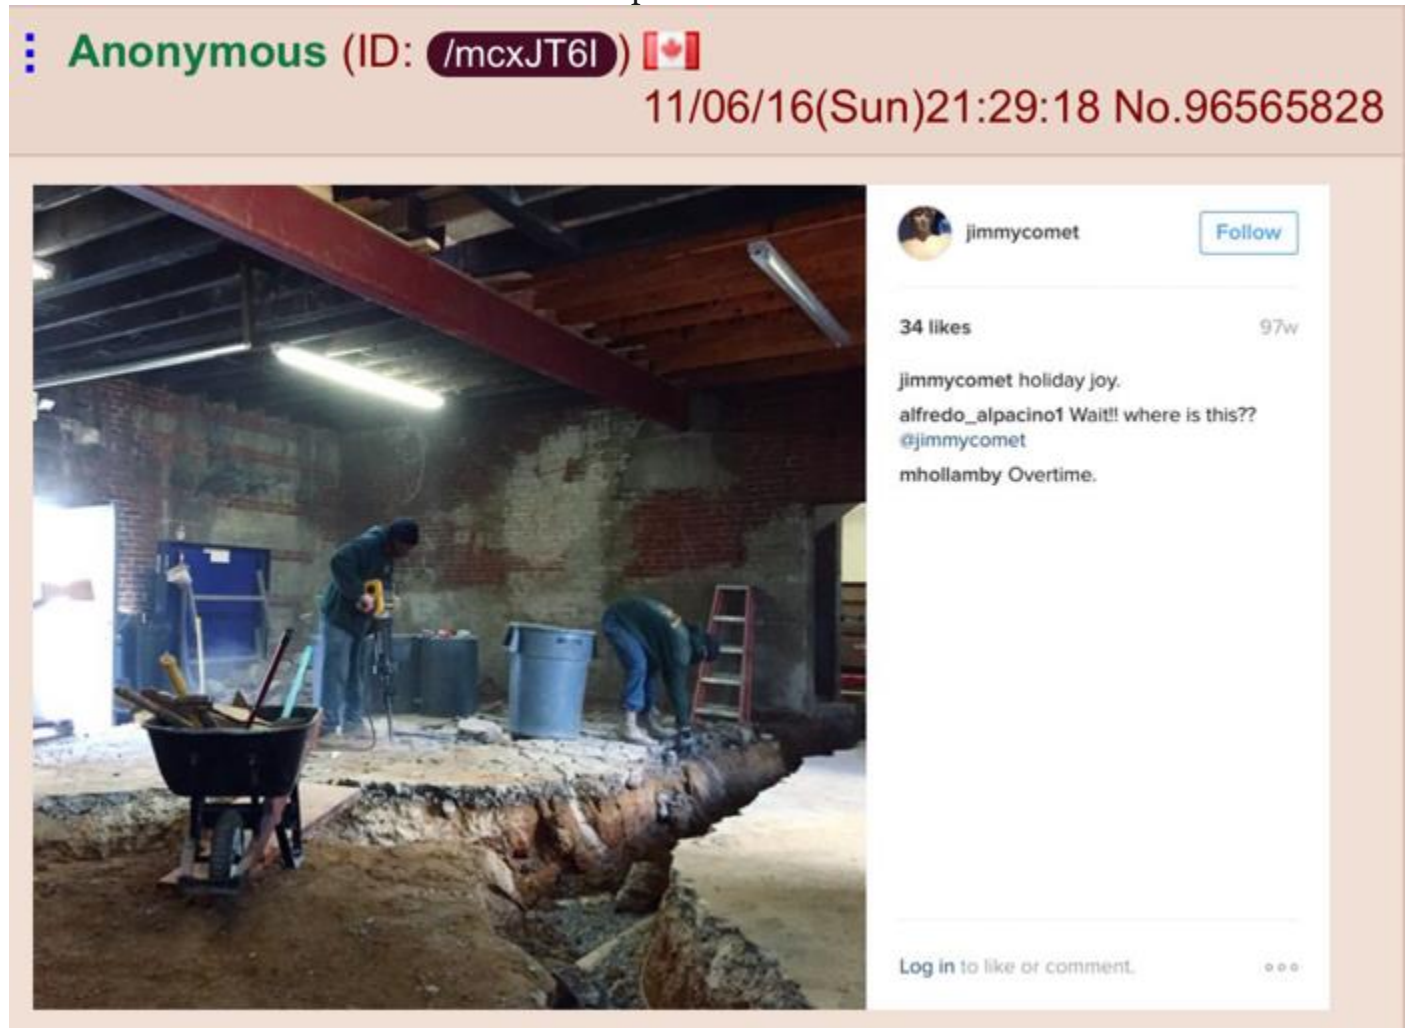 Anonymous (ID: /mcxJT6I)
11/06/16(Sun)21:29:18 No.96565828
jimmycomet
Follow
34 likes
97w
jimmycomet holiday joy.
alfredo_alpacino1 Wait!! where is this??
@jimmycomet
mhollamby Overtime.
Log in to like or comment.